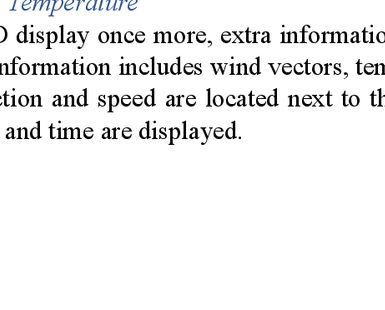 Temperature
D display once more, extra informatio
nformation includes wind vectors, tem
ction and speed are located next to th
and time are displayed.